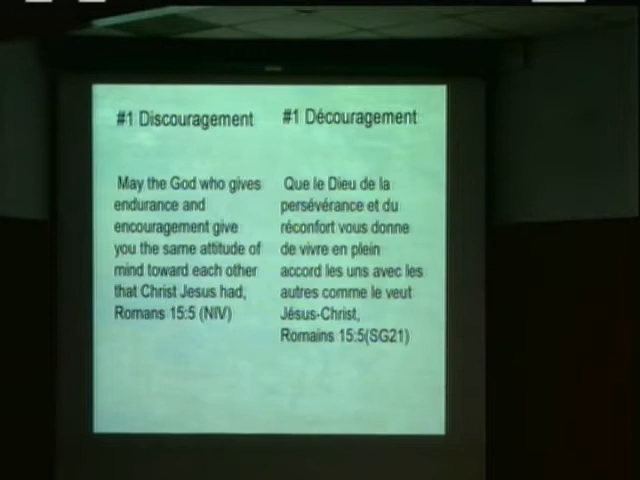 #1 Discouragement
May the God who gives
endurance and
encouragement give
you the same attitude of
mind toward each other
that Christ Jesus had,
Romans 15:5 (NIV)
#1 Découragement
Que le Dieu de la
persévérance et du
réconfort vous donne
de vivre en plein
accord les uns avec les
autres comme le veut
Jésus-Christ,
Romains 15:5(SG21)